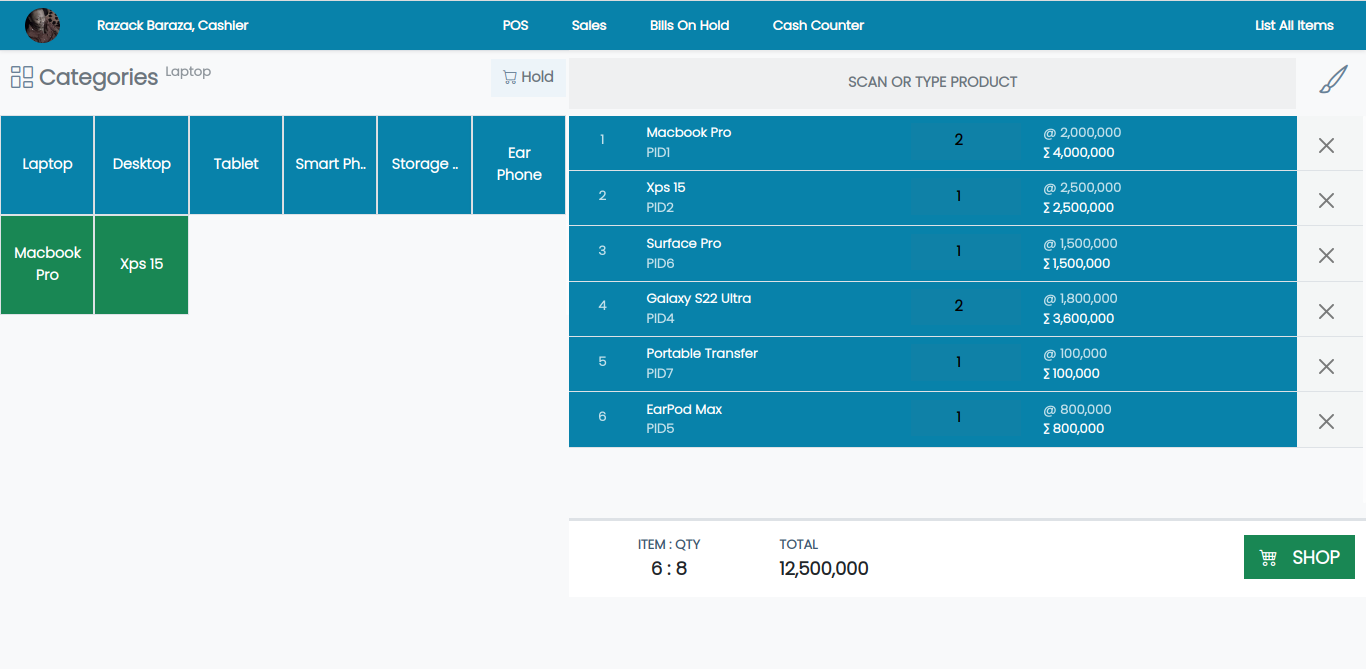 Razack Baraza, Cashier
POS
Sales
Bills On Hold
Cash Counter
List All Items
Categories Laptop
Hold
SCAN OR TYPE PRODUCT
Laptop
Desktop
Tablet
Smart Ph..
Storage ..
Ear
Phone
Macbook
Pro
Xps 15
1 Macbook Pro 2 @ 2,000,000
PID1 Σ 4,000,000
2 Xps 15 1 @ 2,500,000
PID2 Σ 2,500,000
3 Surface Pro 1 @ 1,500,000
PID6 Σ 1,500,000
4 Galaxy S22 Ultra 2 @ 1,800,000
PID4 Σ 3,600,000
5 Portable Transfer 1 @ 100,000
PID7 Σ 100,000
6 EarPod Max 1 @ 800,000
PID5 Σ 800,000
ITEM : QTY
6 : 8
TOTAL
12,500,000
SHOP